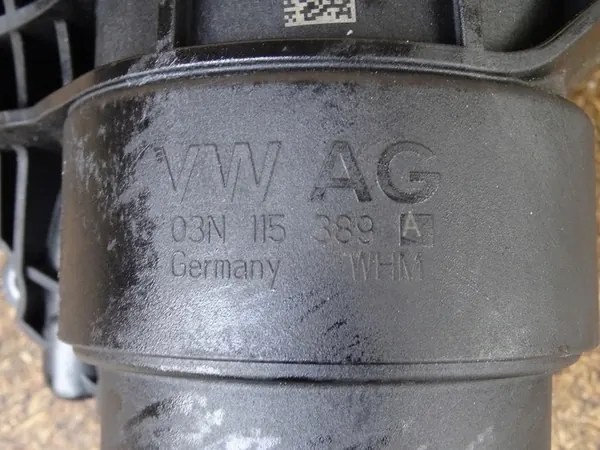 VW AG
03N 115 389 A
Germany WHM